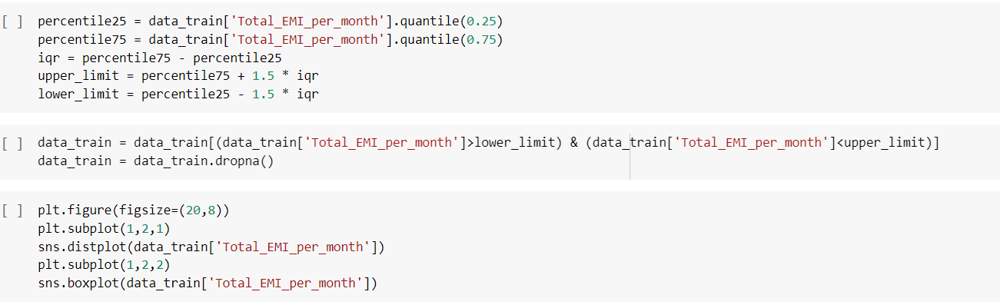 [ ] percentile25 = data_train['Total_EMI_per_month'].quantile(0.25)
percentile75 = data_train['Total_EMI_per_month'].quantile(0.75)
iqr = percentile75 - percentile25
upper_limit = percentile75 + 1.5 * iqr
lower_limit = percentile25 - 1.5 * iqr
[ ] data_train = data_train[(data_train['Total_EMI_per_month']>lower_limit) & (data_train['Total_EMI_per_month']<upper_limit)]
data_train = data_train.dropna()
[ ] plt.figure(figsize=(20,8))
plt.subplot(1,2,1)
sns.distplot(data_train['Total_EMI_per_month'])
plt.subplot(1,2,2)
sns.boxplot(data_train['Total_EMI_per_month'])